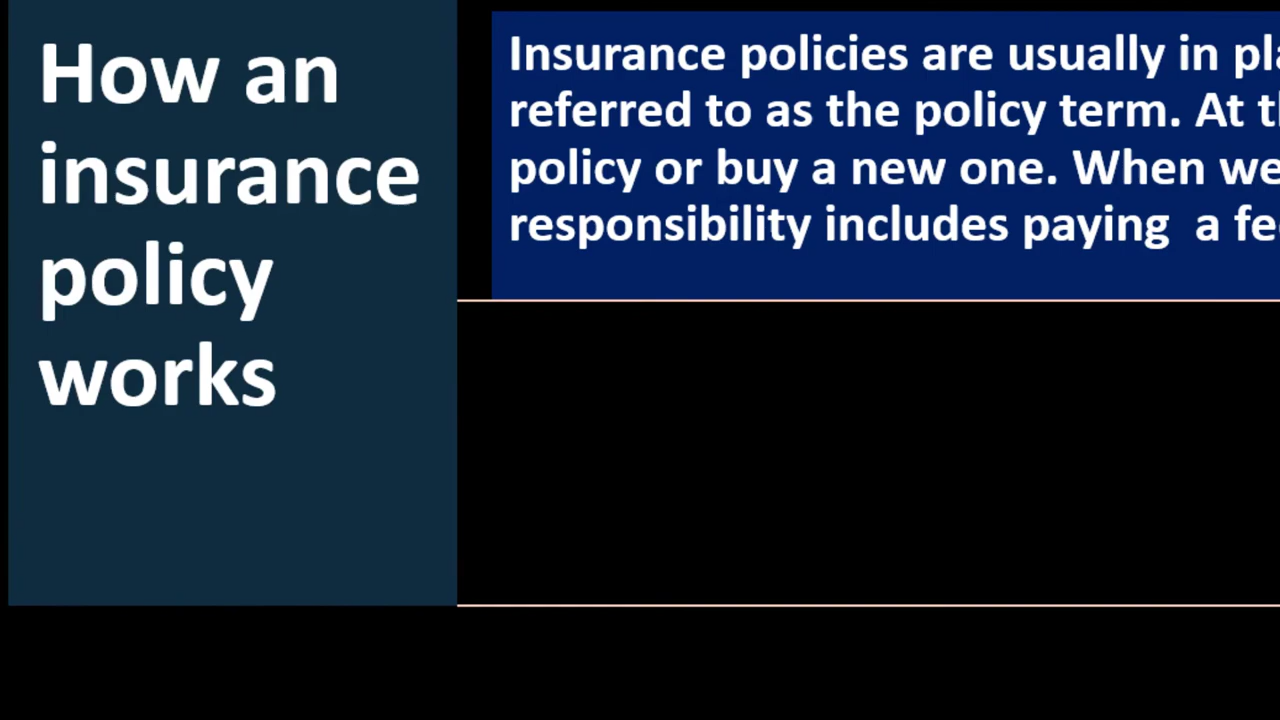 How an
insurance
policy
works
Insurance policies are usually in
referred to as the policy term. At
policy or buy a new one. When we
responsibility includes paying a